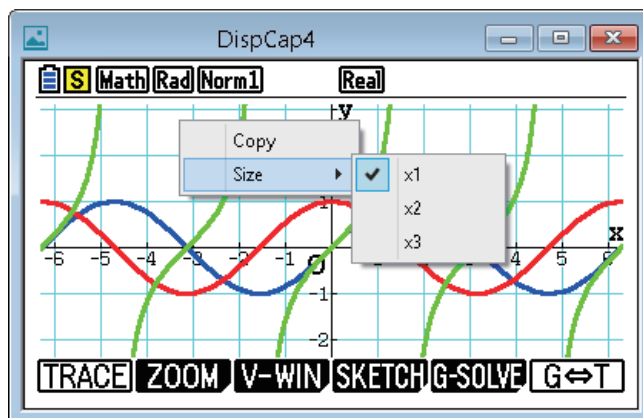 DispCap4
S Math Rad Norm1 Real
y
Copy
Size
x1
x2
x3
1
x
-6 -5 -4 -3 -2 -1 O 4 5 6
-1
-2
TRACE ZOOM V-WIN SKETCH G-SOLVE G⇔T